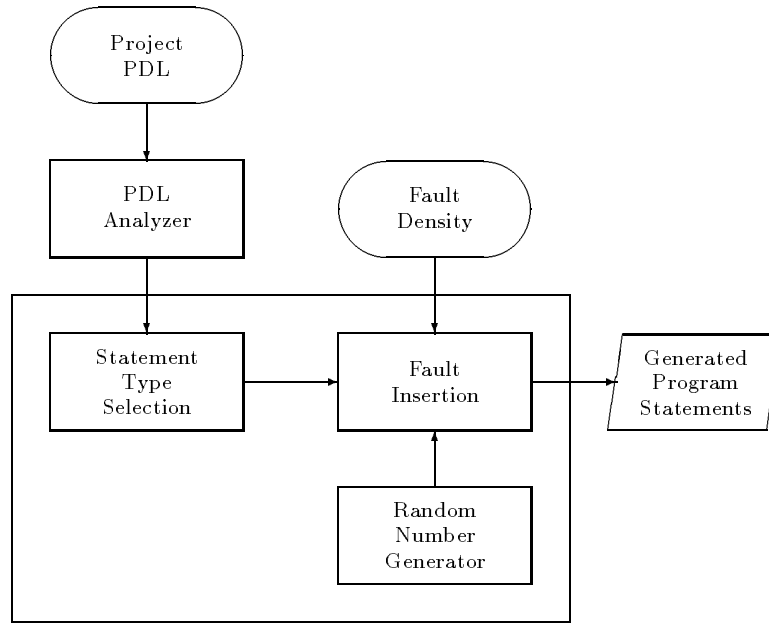 Project
PDL
PDL
Analyzer
Fault
Density
Statement
Type
Selection
Fault
Insertion
Generated
Program
Statements
Random
Number
Generator